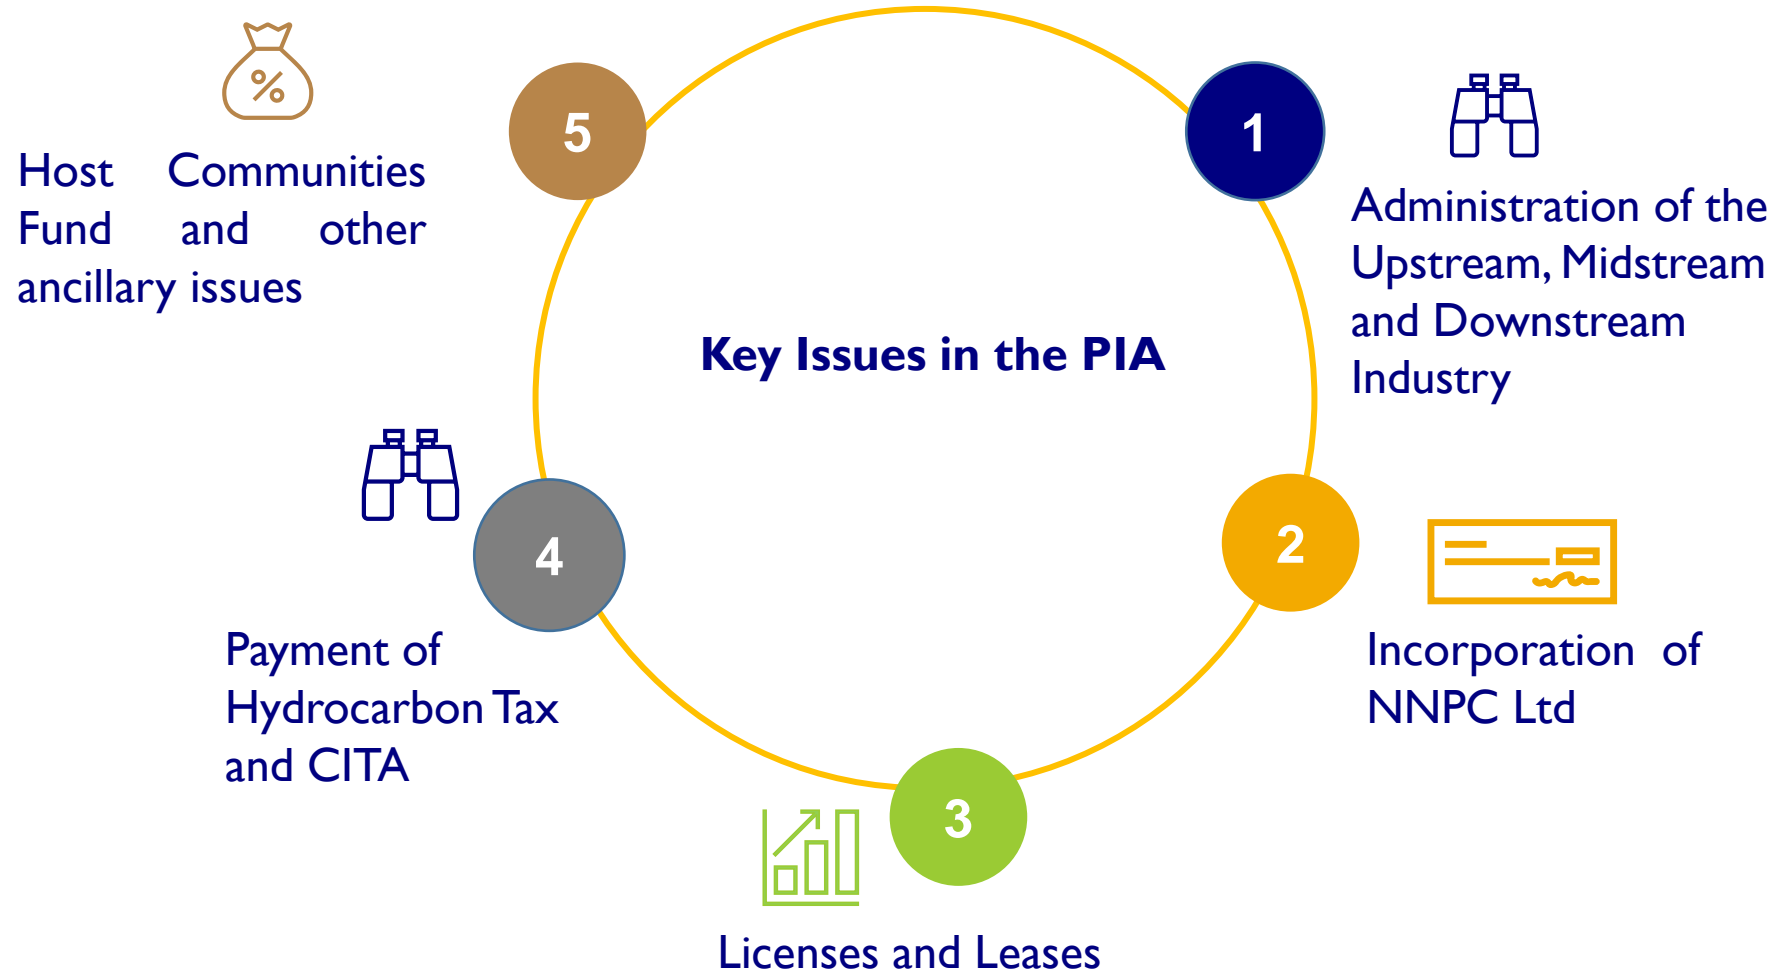 Key Issues in the PIA
1
Administration of the
Upstream, Midstream
and Downstream
Industry
2
Incorporation of
NNPC Ltd
3
Licenses and Leases
4
Payment of
Hydrocarbon Tax
and CITA
5
Host Communities
Fund and other
ancillary issues
%